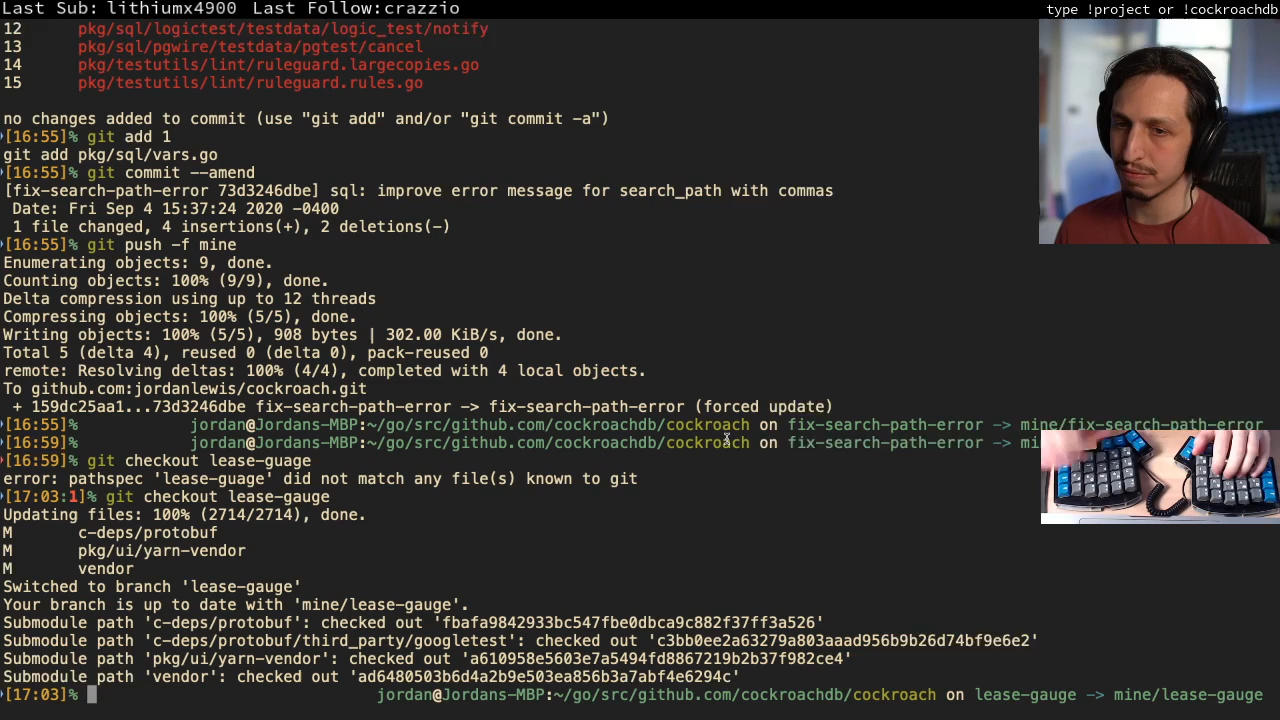 Last Sub: lithiumx4900 Last Follow:crazzio
type !project or !cockroachdb
12 pkg/sql/logictest/testdata/logic_test/notify
13 pkg/sql/pgwire/testdata/pgtest/cancel
14 pkg/testutils/lint/ruleguard.largecopies.go
15 pkg/testutils/lint/ruleguard.rules.go
no changes added to commit (use "git add" and/or "git commit -a")
[16:55]% git add 1
git add pkg/sql/vars.go
[16:55]% git commit --amend
[fix-search-path-error 73d3246dbe] sql: improve error message for search_path with commas
Date: Fri Sep 4 15:37:24 2020 -0400
1 file changed, 4 insertions(+), 2 deletions(-)
[16:55]% git push -f mine
Enumerating objects: 9, done.
Counting objects: 100% (9/9), done.
Delta compression using up to 12 threads
Compressing objects: 100% (5/5), done.
Writing objects: 100% (5/5), 908 bytes | 302.00 KiB/s, done.
Total 5 (delta 4), reused 0 (delta 0), pack-reused 0
remote: Resolving deltas: 100% (4/4), completed with 4 local objects.
To github.com:jordanlewis/cockroach.git
+ 159dc25aa1...73d3246dbe fix-search-path-error -> fix-search-path-error (forced update)
[16:55]% jordan@Jordans-MBP:~/go/src/github.com/cockroachdb/cockroach on fix-search-path-error -> mine/fix-search-path-error
[16:59]% jordan@Jordans-MBP:~/go/src/github.com/cockroachdb/cockroach on fix-search-path-error -> mi
[16:59]% git checkout lease-guage
error: pathspec 'lease-guage' did not match any file(s) known to git
[17:03:1]% git checkout lease-gauge
Updating files: 100% (2714/2714), done.
M c-deps/protobuf
M pkg/ui/yarn-vendor
M vendor
Switched to branch 'lease-gauge'
Your branch is up to date with 'mine/lease-gauge'.
Submodule path 'c-deps/protobuf': checked out 'fbafa9842933bc547fbe0dbca9c882f37ff3a526'
Submodule path 'c-deps/protobuf/third_party/googletest': checked out 'c3bb0ee2a63279a803aaad956b9b26d74bf9e6e2'
Submodule path 'pkg/ui/yarn-vendor': checked out 'a610958e5603e7a5494fd8867219b2b37f982ce4'
Submodule path 'vendor': checked out 'ad6480503b6d4a2b9e503ea856b3a7abf4e6294c'
[17:03]% jordan@Jordans-MBP:~/go/src/github.com/cockroachdb/cockroach on lease-gauge -> mine/lease-gauge